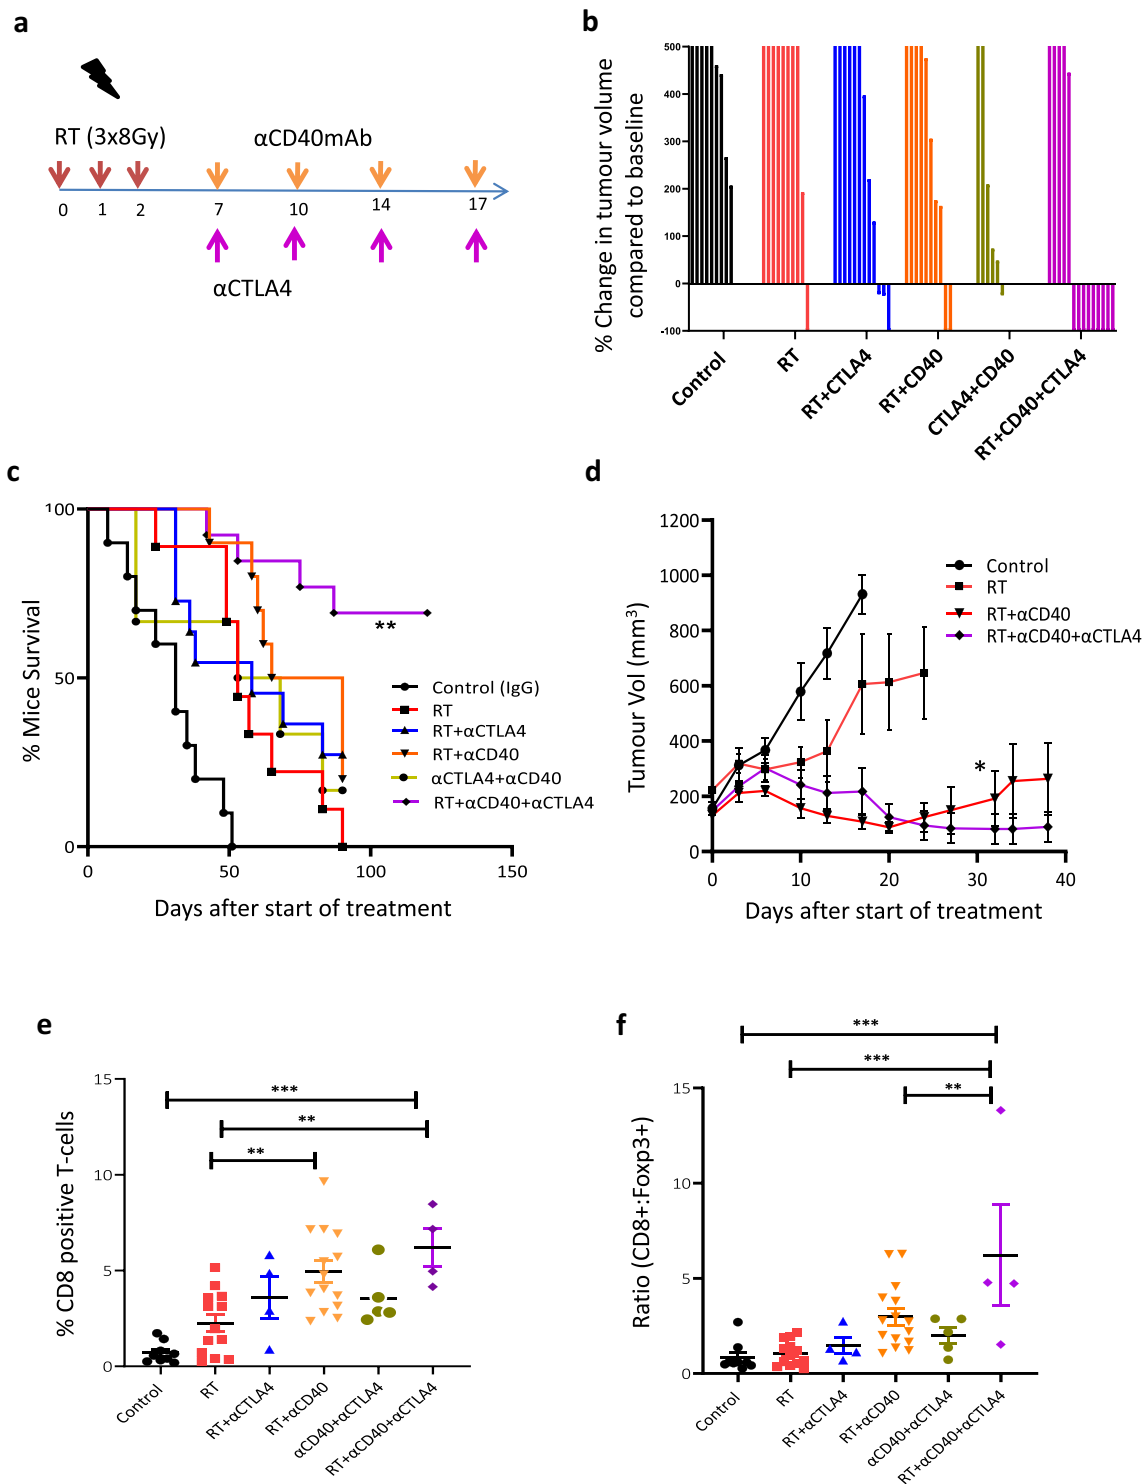 a
RT (3x8Gy)
αCD40mAb
0 1 2 7 10 14 17
αCTLA4
b
% Change in tumour volume
compared to baseline
500
400
300
200
100
0
-100
Control
RT
RT+CTLA4
RT+CD40
CTLA4+CD40
RT+CD40+CTLA4
c
% Mice Survival
100
50
0
0 50 100 150
Days after start of treatment
**
Control (IgG)
RT
RT+αCTLA4
RT+αCD40
αCTLA4+αCD40
RT+αCD40+αCTLA4
d
Tumour Vol (mm³)
1200
1000
800
600
400
200
0
0 10 20 30 40
Days after start of treatment
*
Control
RT
RT+αCD40
RT+αCD40+αCTLA4
e
% CD8 positive T-cells
15
10
5
0
***
**
**
Control
RT
RT+αCTLA4
RT+αCD40
αCD40+αCTLA4
RT+αCD40+αCTLA4
f
Ratio (CD8+:Foxp3+)
15
10
5
0
***
***
**
Control
RT
RT+αCTLA4
RT+αCD40
αCD40+αCTLA4
RT+αCD40+αCTLA4